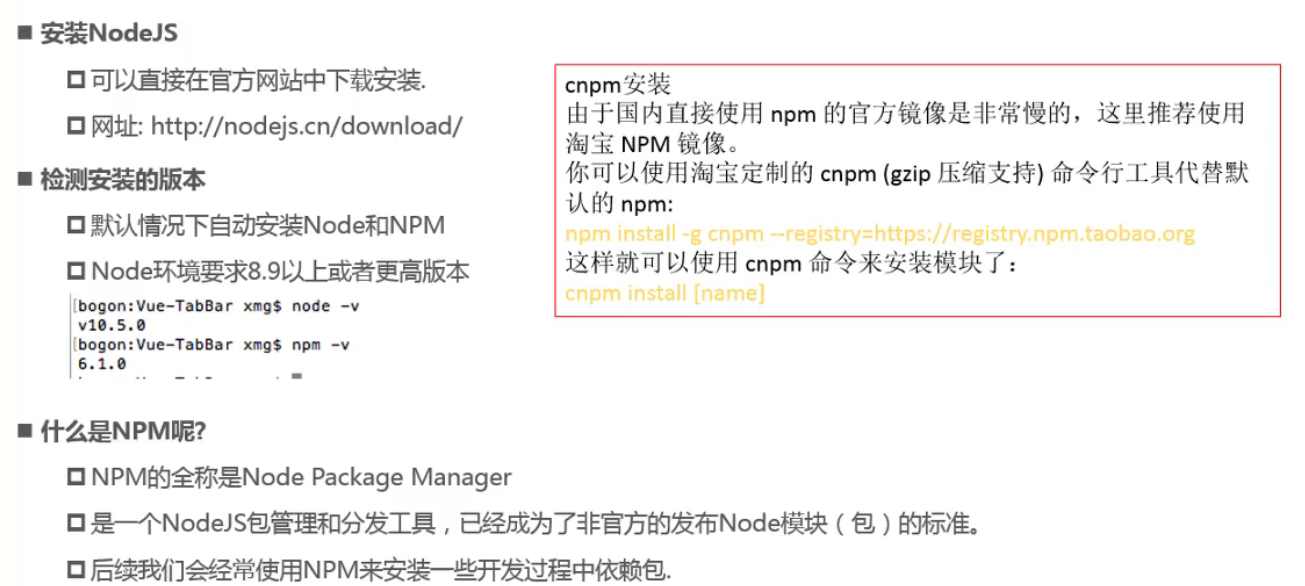 安装NodeJS
可以直接在官方网站中下载安装.
网址: http://nodejs.cn/download/
检测安装的版本
默认情况下自动安装Node和NPM
Node环境要求8.9以上或者更高版本
[bogon:Vue-TabBar xmg$ node -v
v10.5.0
[bogon:Vue-TabBar xmg$ npm -v
6.1.0
cnpm安装
由于国内直接使用 npm 的官方镜像是非常慢的，这里推荐使用
淘宝 NPM 镜像。
你可以使用淘宝定制的 cnpm (gzip 压缩支持) 命令行工具代替默
认的 npm:
npm install -g cnpm --registry=https://registry.npm.taobao.org
这样就可以使用 cnpm 命令来安装模块了：
cnpm install [name]
什么是NPM呢?
NPM的全称是Node Package Manager
是一个NodeJS包管理和分发工具，已经成为了非官方的发布Node模块（包）的标准。
后续我们会经常使用NPM来安装一些开发过程中依赖包.